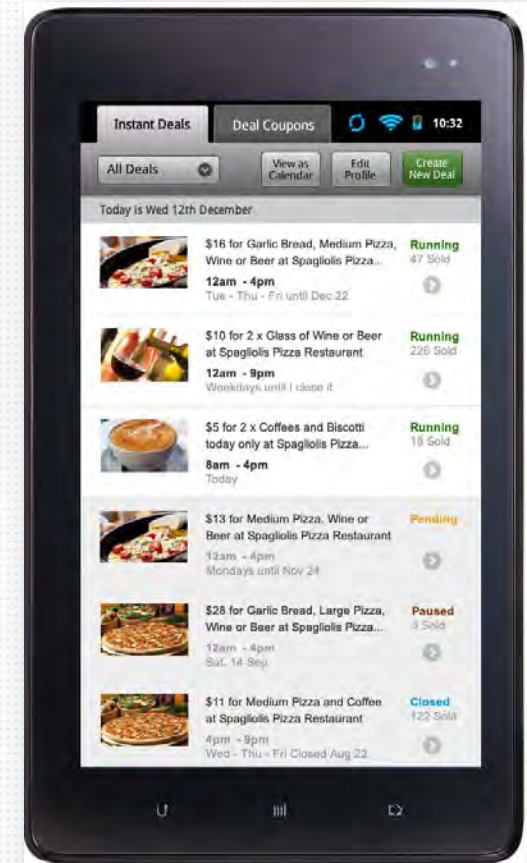 Instant Deals
Deal Coupons
10:32
All Deals
View as
Calendar
Edit
Profile
Create
New Deal
Today is Wed 12th December
$16 for Garlic Bread, Medium Pizza,
Wine or Beer at Spagliolis Pizza...
12am - 4pm
Tue - Thu - Fri until Dec 22
Running
47 Sold
$10 for 2 x Glass of Wine or Beer
at Spagliolis Pizza Restaurant
12am - 9pm
Weekdays until I close it
Running
226 Sold
$5 for 2 x Coffees and Biscotti
today only at Spagliolis Pizza...
8am - 4pm
Today
Running
18 Sold
$13 for Medium Pizza, Wine or
Beer at Spagliolis Pizza Restaurant
12am - 4pm
Mondays until Nov 24
Pending
$28 for Garlic Bread, Large Pizza,
Wine or Beer at Spagliolis Pizza...
12am - 4pm
Sat, 14 Sep
Paused
3 Sold
$11 for Medium Pizza and Coffee
at Spagliolis Pizza Restaurant
4pm - 9pm
Wed - Thu - Fri Closed Aug 22
Closed
122 Sold